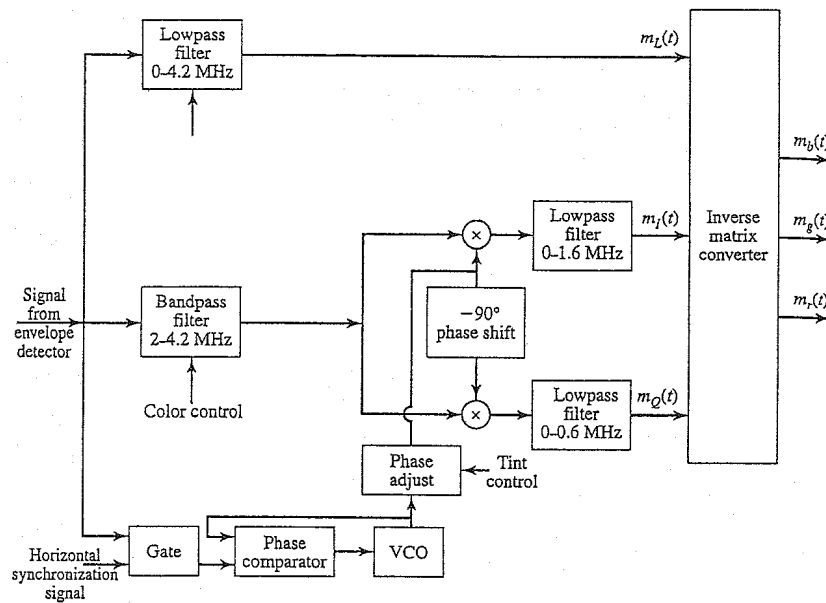 Lowpass
filter
0–4.2 MHz
m_L(t)
m_b(t)
Lowpass
filter
0–1.6 MHz
m_I(t)
Inverse
matrix
converter
m_g(t)
Signal
from
envelope
detector
Bandpass
filter
2–4.2 MHz
−90°
phase shift
m_r(t)
Color control
Lowpass
filter
0–0.6 MHz
m_Q(t)
Phase
adjust
Tint
control
Horizontal
synchronization
signal
Gate
Phase
comparator
VCO